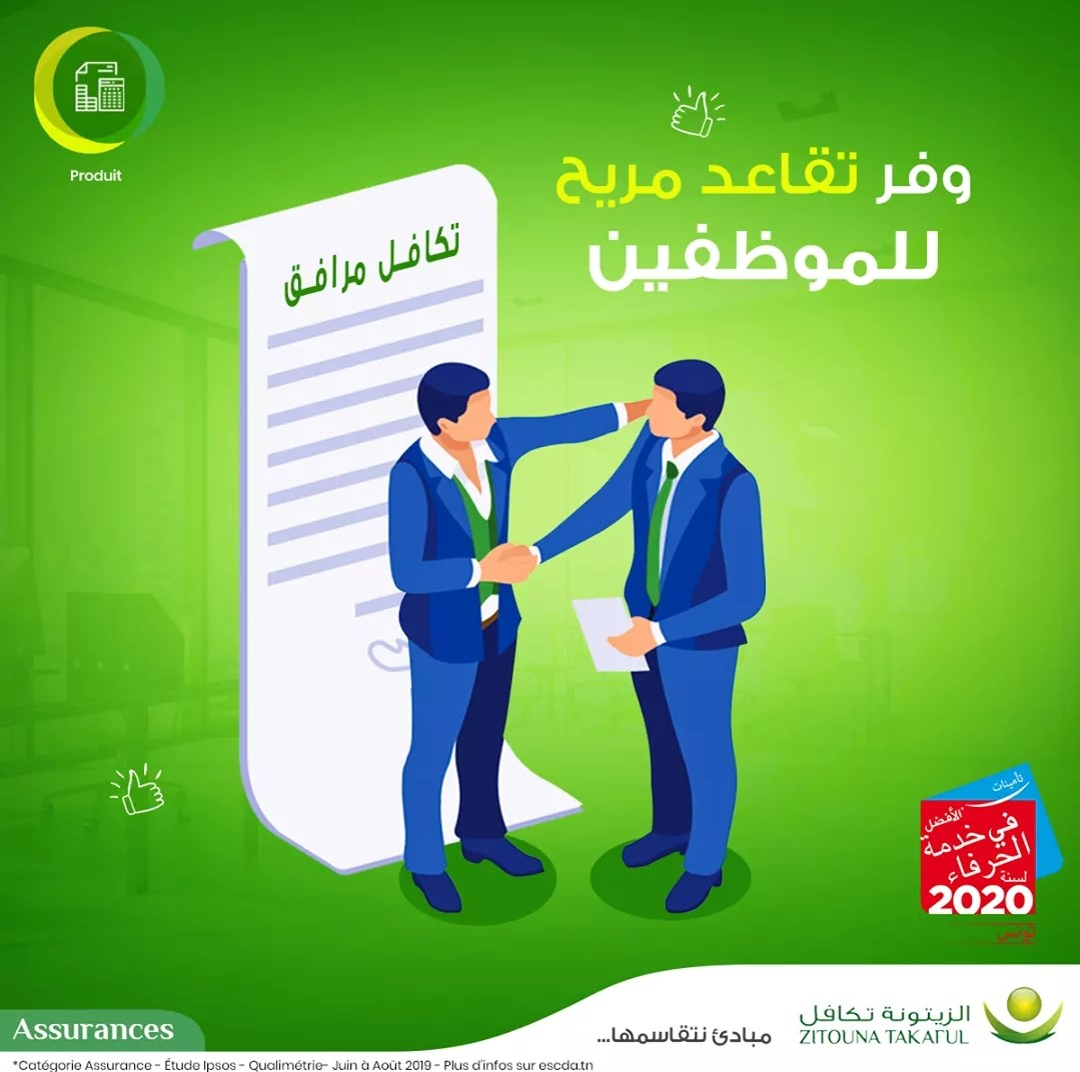 Produit
وفر تقاعد مريح
للموظفين
تكافل مرافق
تأمينات
الأفضل
في خدمة
الحرفاء
لسنة
2020
تونس
Assurances
مبادئ نتقاسمها...
الزيتونة تكافل
ZITOUNA TAKAFUL
*Catégorie Assurance - Étude Ipsos - Qualimétrie- Juin à Août 2019 - Plus d'infos sur escda.tn